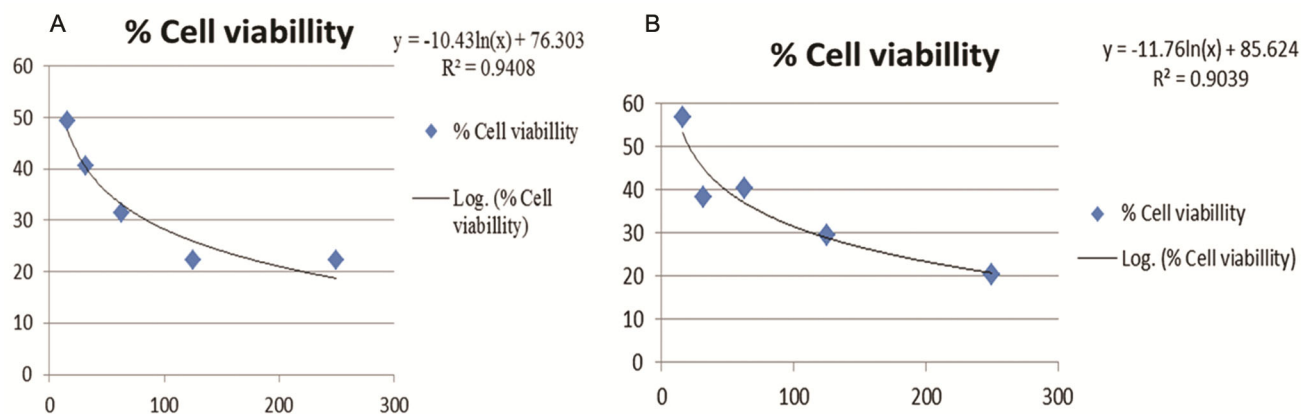 A
% Cell viabillity
y = -10.43ln(x) + 76.303
R² = 0.9408
60
50
40
30
20
10
0
0 100 200 300
% Cell viabillity
Log. (% Cell
viabillity)
B
% Cell viabillity
y = -11.76ln(x) + 85.624
R² = 0.9039
60
50
40
30
20
10
0
0 100 200 300
% Cell viabillity
Log. (% Cell viabillity)